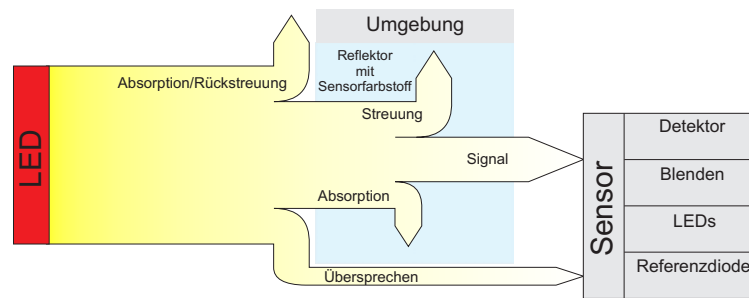 Umgebung
Reflektor
mit
Sensorfarbstoff
Absorption/Rückstreuung
Streuung
LED
Signal
Absorption
Übersprechen
Sensor
Detektor
Blenden
LEDs
Referenzdiode